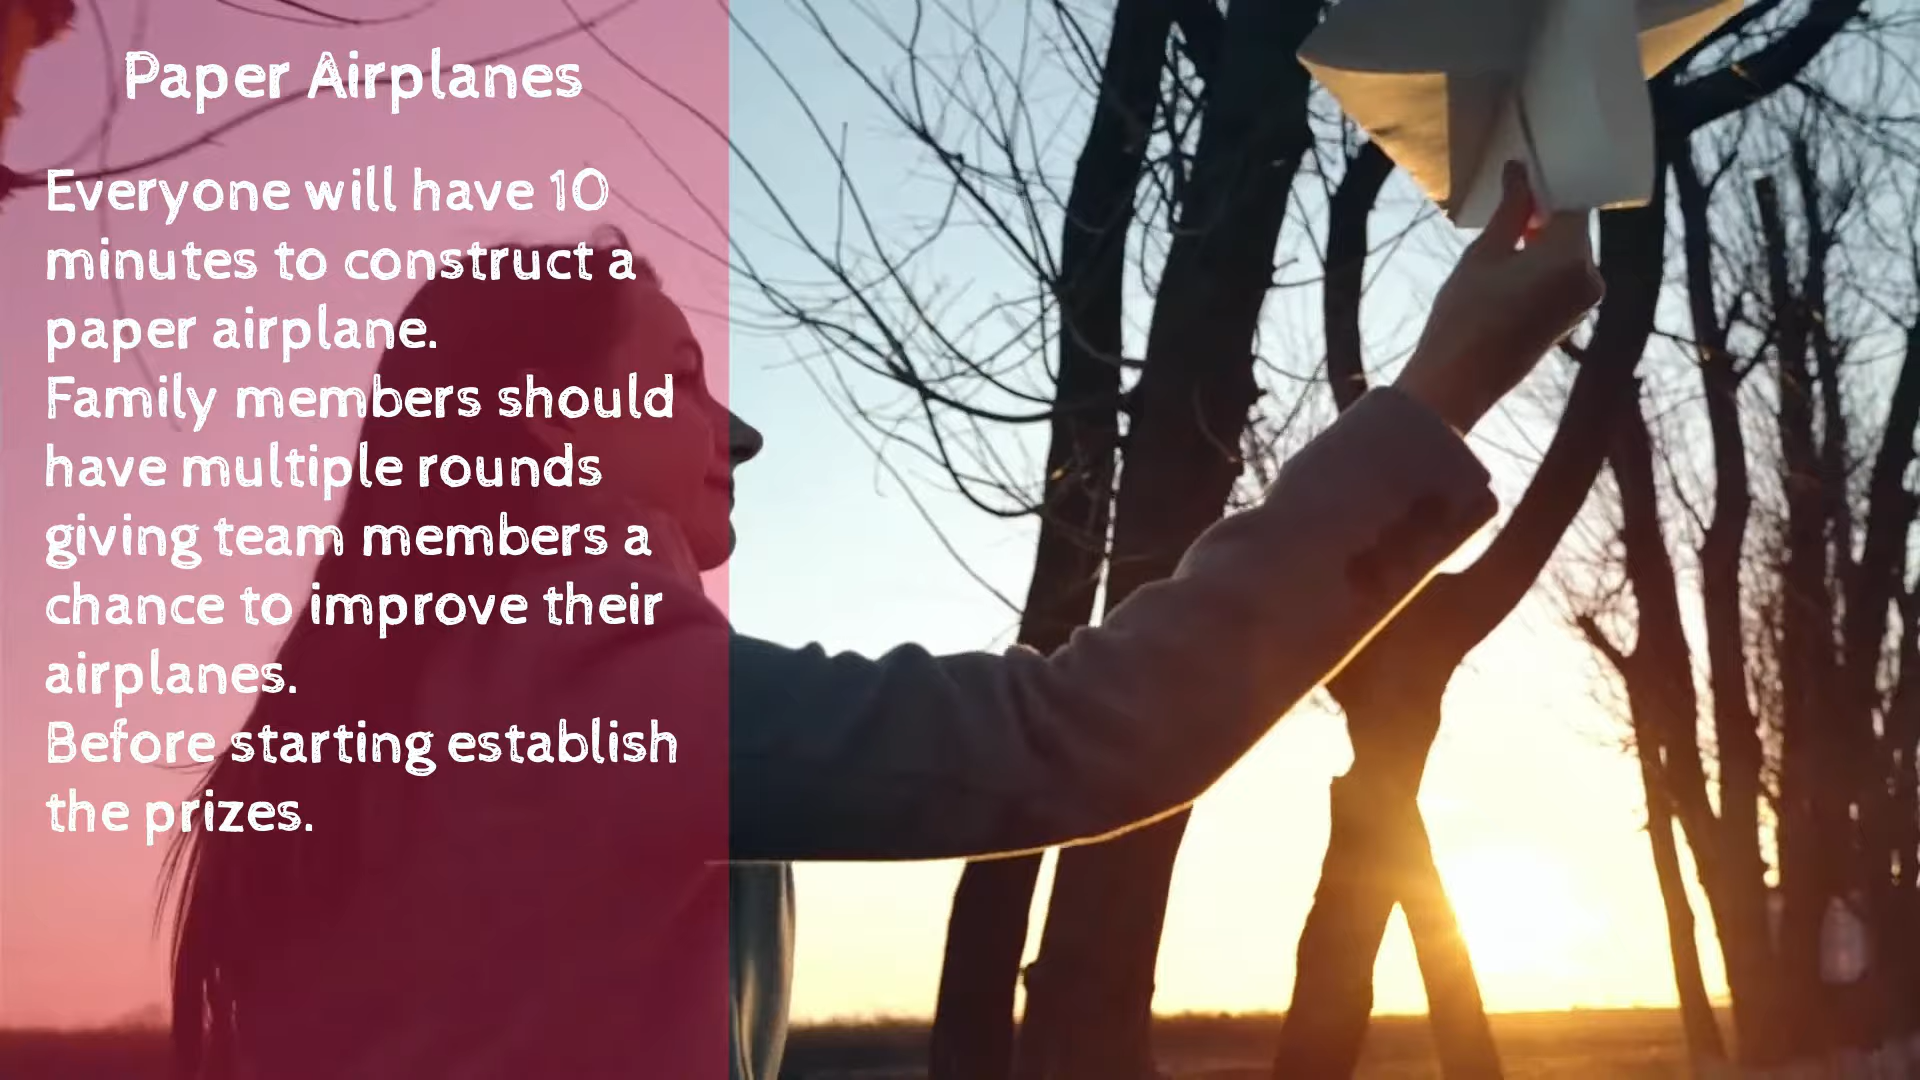 Paper Airplanes
Everyone will have 10
minutes to construct a
paper airplane.
Family members should
have multiple rounds
giving team members a
chance to improve their
airplanes.
Before starting establish
the prizes.